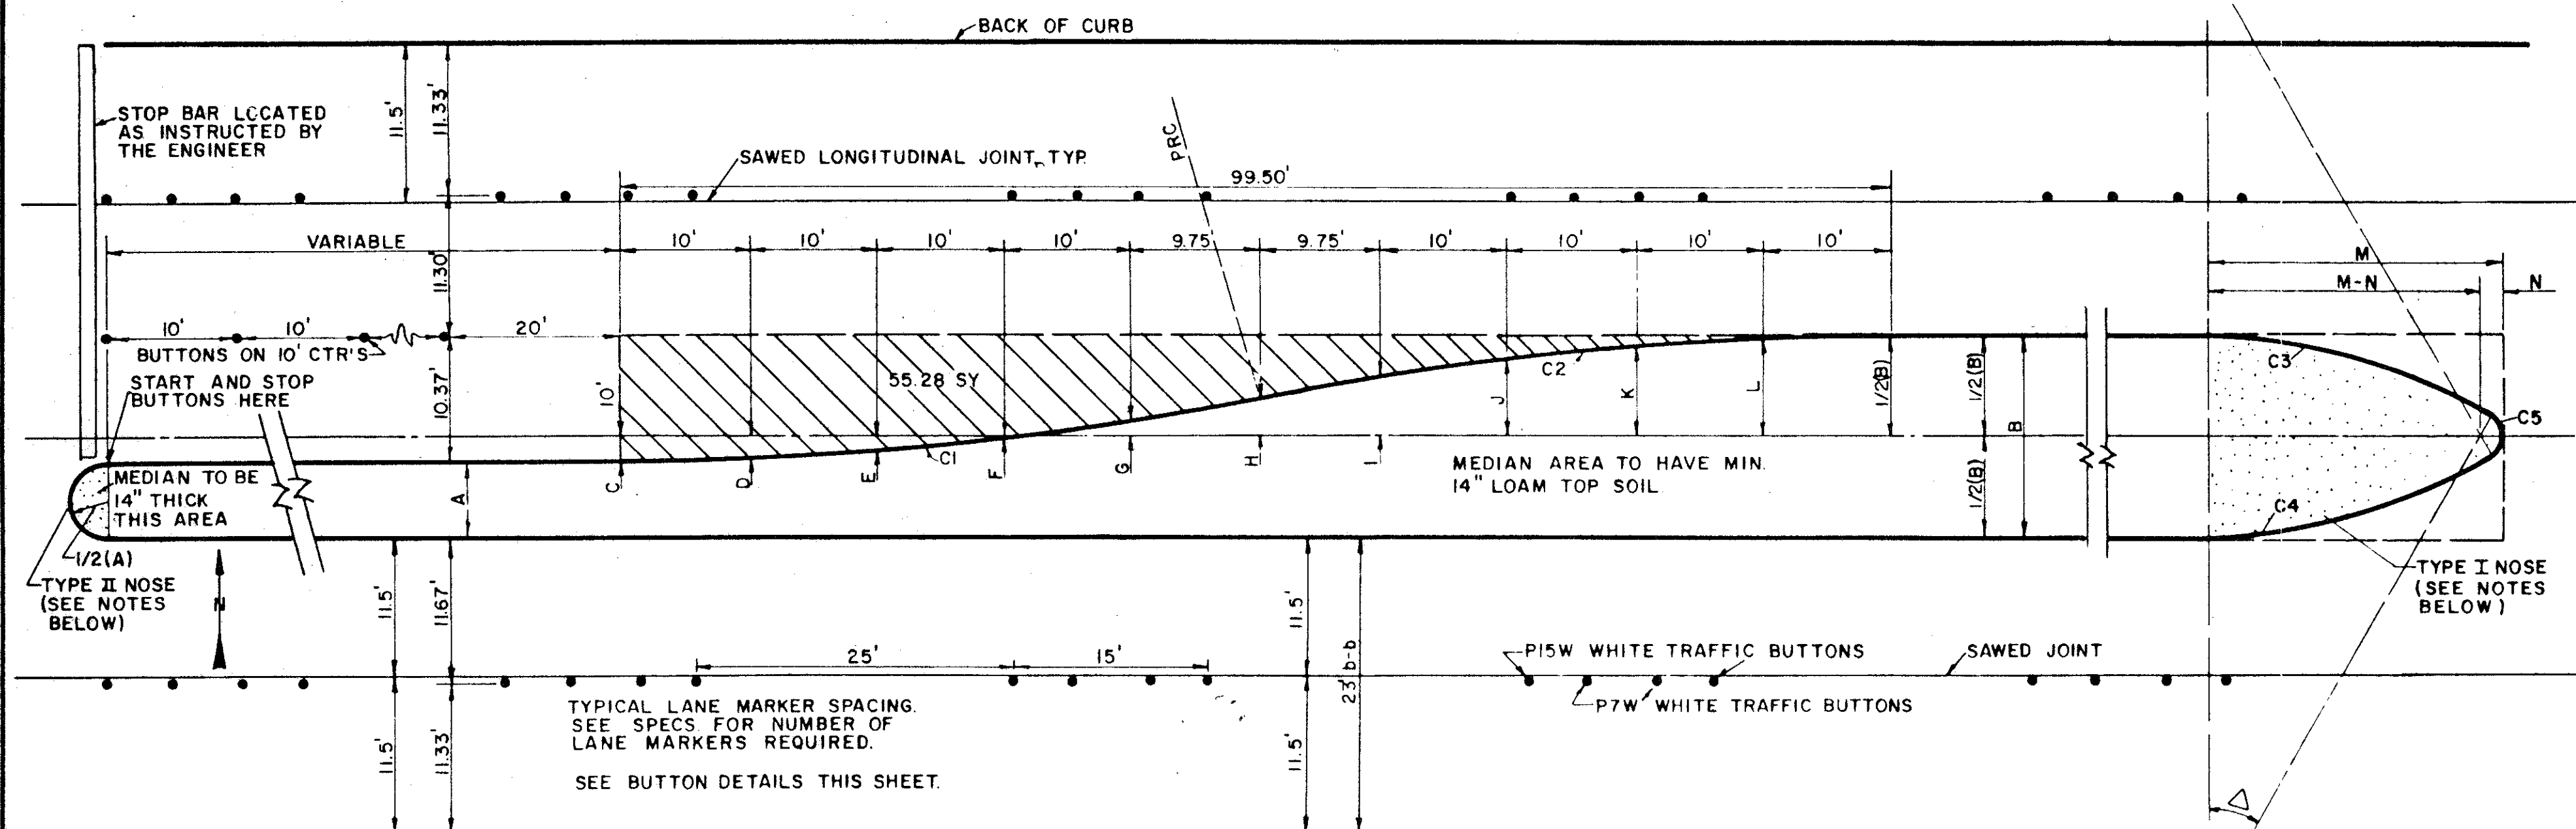 BACK OF CURB
STOP BAR LOCATED
AS INSTRUCTED BY
THE ENGINEER
11.5'
11.33'
SAWED LONGITUDINAL JOINT, TYP.
PRC
99.50'
VARIABLE
10'
10'
10'
10'
9.75'
9.75'
10'
10'
10'
10'
11.30'
M
M-N
N
10'
10'
20'
BUTTONS ON 10' CTR'S
START AND STOP
BUTTONS HERE
10.37'
10'
55.28 SY
C1
C2
C3
C4
C5
C
D
E
F
G
H
I
J
K
L
1/2(B)
1/2(B)
1/2(B)
B
A
MEDIAN TO BE
14" THICK
THIS AREA
MEDIAN AREA TO HAVE MIN.
14" LOAM TOP SOIL
1/2(A)
TYPE II NOSE
(SEE NOTES
BELOW)
N
TYPE I NOSE
(SEE NOTES
BELOW)
11.5'
11.67'
11.5'
23' b-b
25'
15'
P15W WHITE TRAFFIC BUTTONS
SAWED JOINT
P7W WHITE TRAFFIC BUTTONS
TYPICAL LANE MARKER SPACING.
SEE SPECS. FOR NUMBER OF
LANE MARKERS REQUIRED.
SEE BUTTON DETAILS THIS SHEET.
11.5'
11.33'
11.5'
Δ